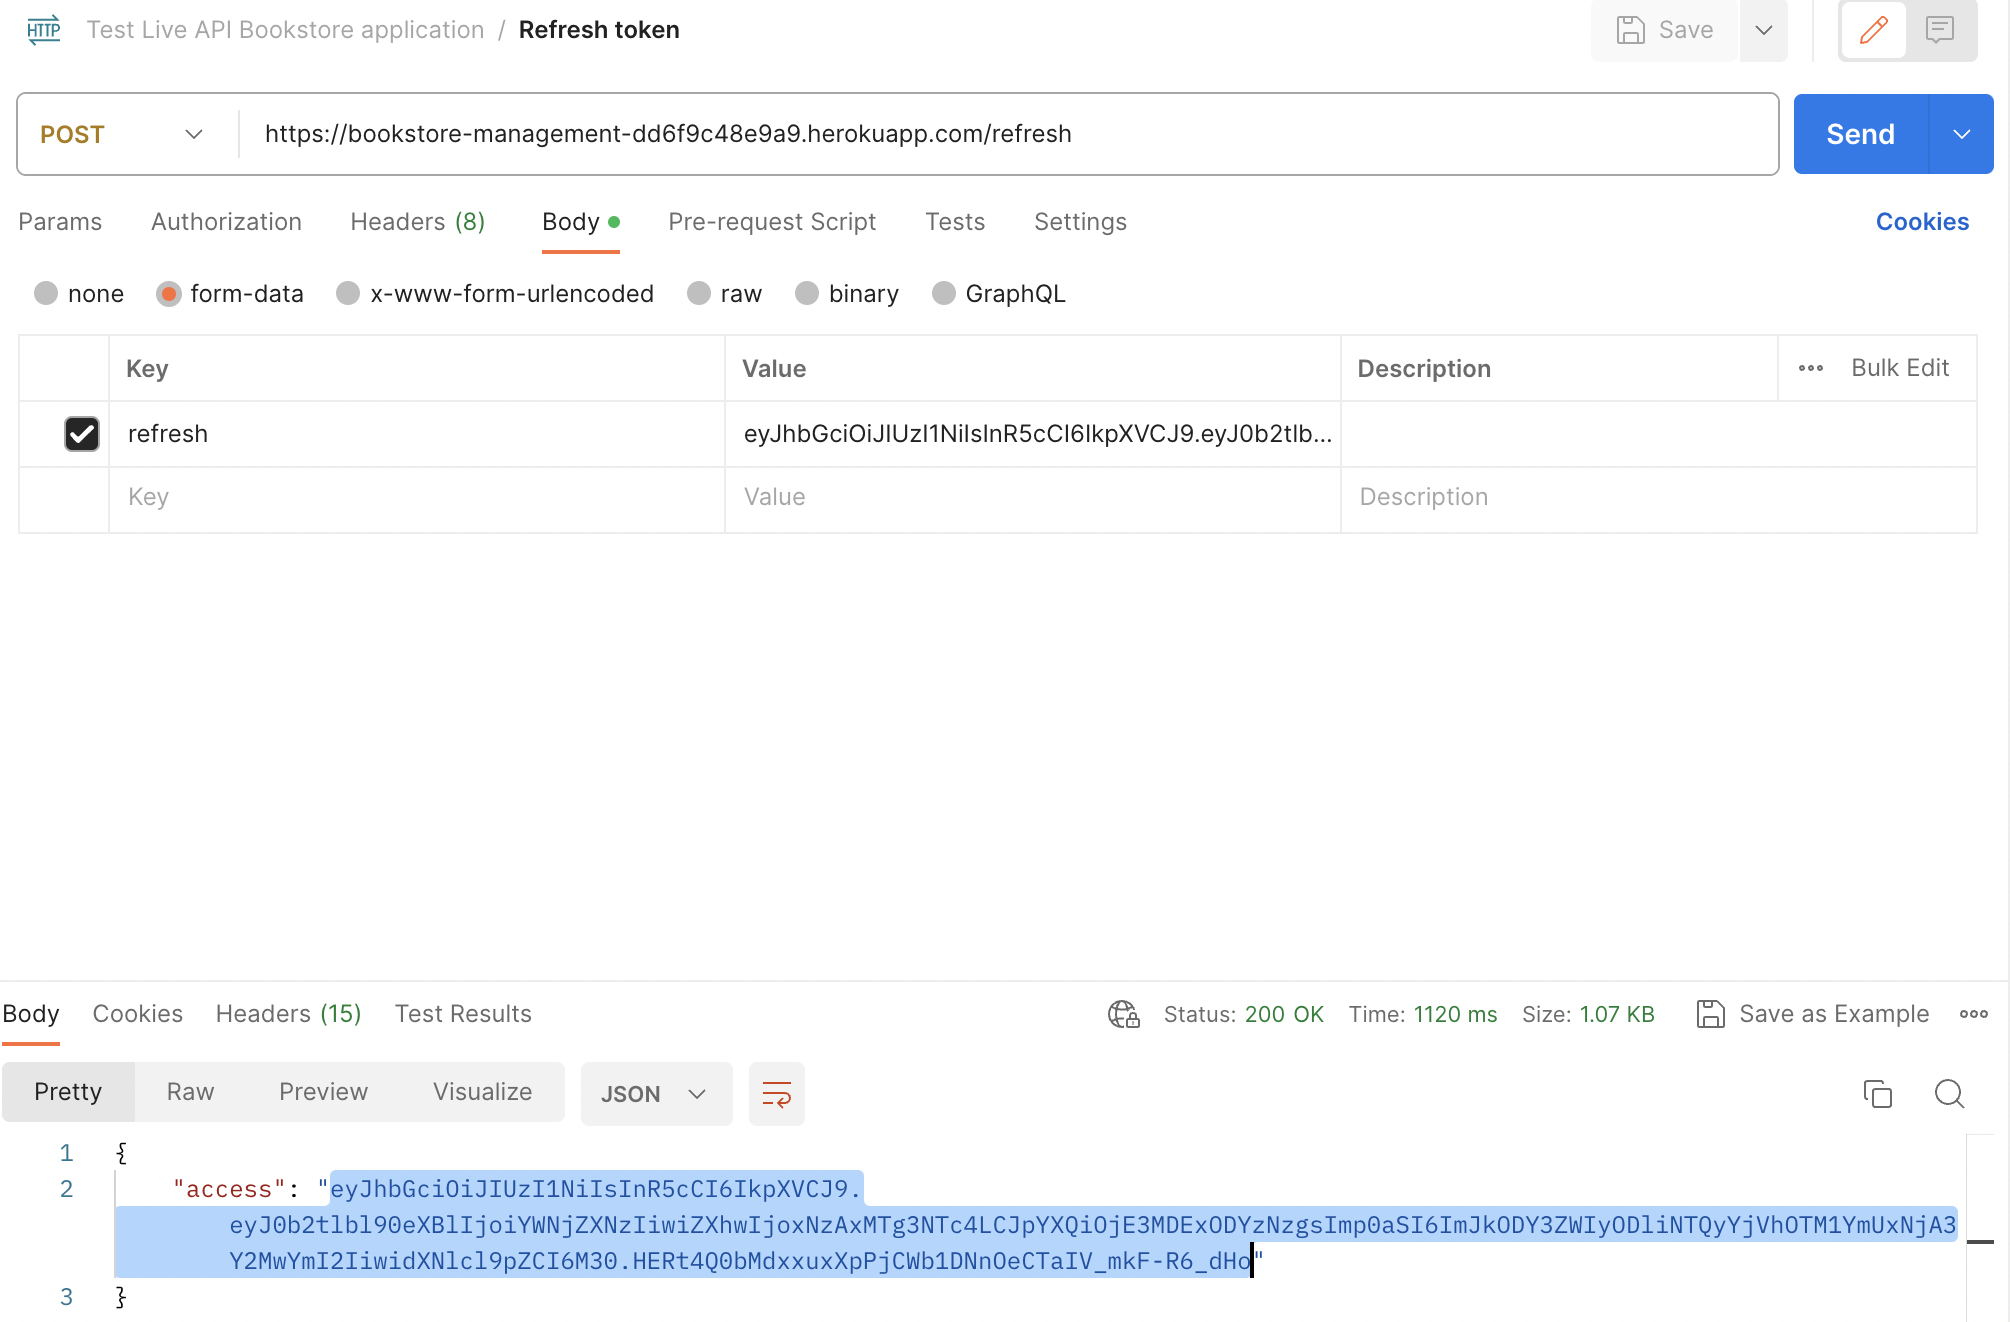 HTTP Test Live API Bookstore application / Refresh token Save
POST https://bookstore-management-dd6f9c48e9a9.herokuapp.com/refresh Send
Params Authorization Headers (8) Body Pre-request Script Tests Settings Cookies
none form-data x-www-form-urlencoded raw binary GraphQL
Key Value Description ••• Bulk Edit
refresh eyJhbGciOiJIUzI1NiIsInR5cCI6IkpXVCJ9.eyJ0b2tlb...
Key Value Description
Body Cookies Headers (15) Test Results Status: 200 OK Time: 1120 ms Size: 1.07 KB Save as Example
Pretty Raw Preview Visualize JSON
1 {
2 "access": "eyJhbGciOiJIUzI1NiIsInR5cCI6IkpXVCJ9.
eyJ0b2tlbl90eXBlIjoiYWNjZXNzIiwiZXhwIjoxNzAxMTg3NTc4LCJpYXQiOjE3MDExODYzNzgsImp0aSI6ImJkODY3ZWIyODliNTQyYjVhOTM1YmUxNjA3
Y2MwYmI2IiwidXNlcl9pZCI6M30.HERt4Q0bMdxxuxXpPjCWb1DNnOeCTaIV_mkF-R6_dHo"
3 }